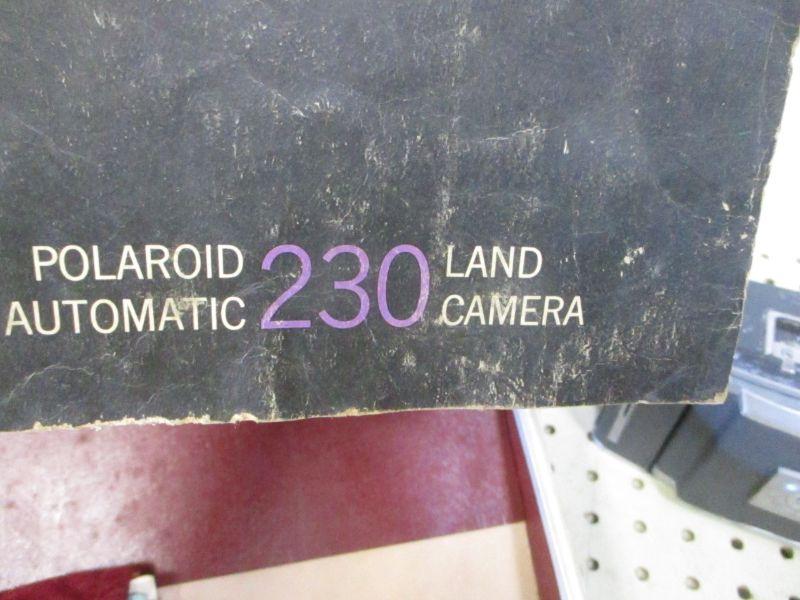 POLAROID
AUTOMATIC
230
LAND
CAMERA